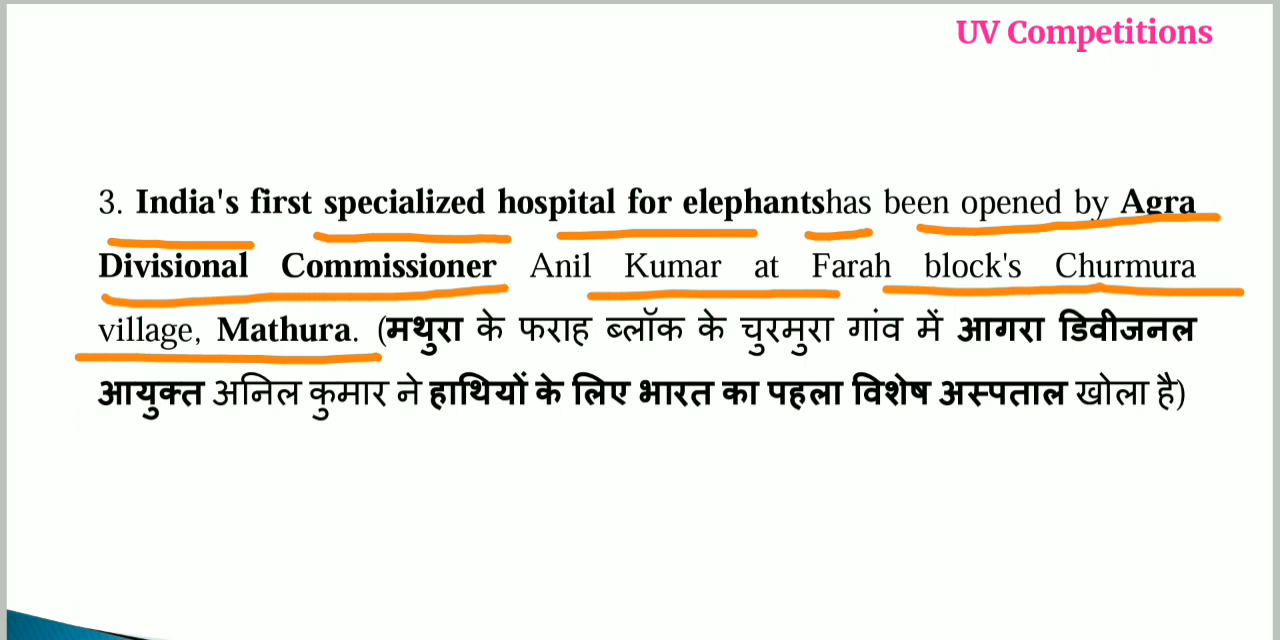 UV Competitions
3. India's first specialized hospital for elephantshas been opened by Agra
Divisional Commissioner Anil Kumar at Farah block's Churmura
village, Mathura. (मथुरा के फराह ब्लॉक के चुरमुरा गांव में आगरा डिवीजनल
आयुक्त अनिल कुमार ने हाथियों के लिए भारत का पहला विशेष अस्पताल खोला है)